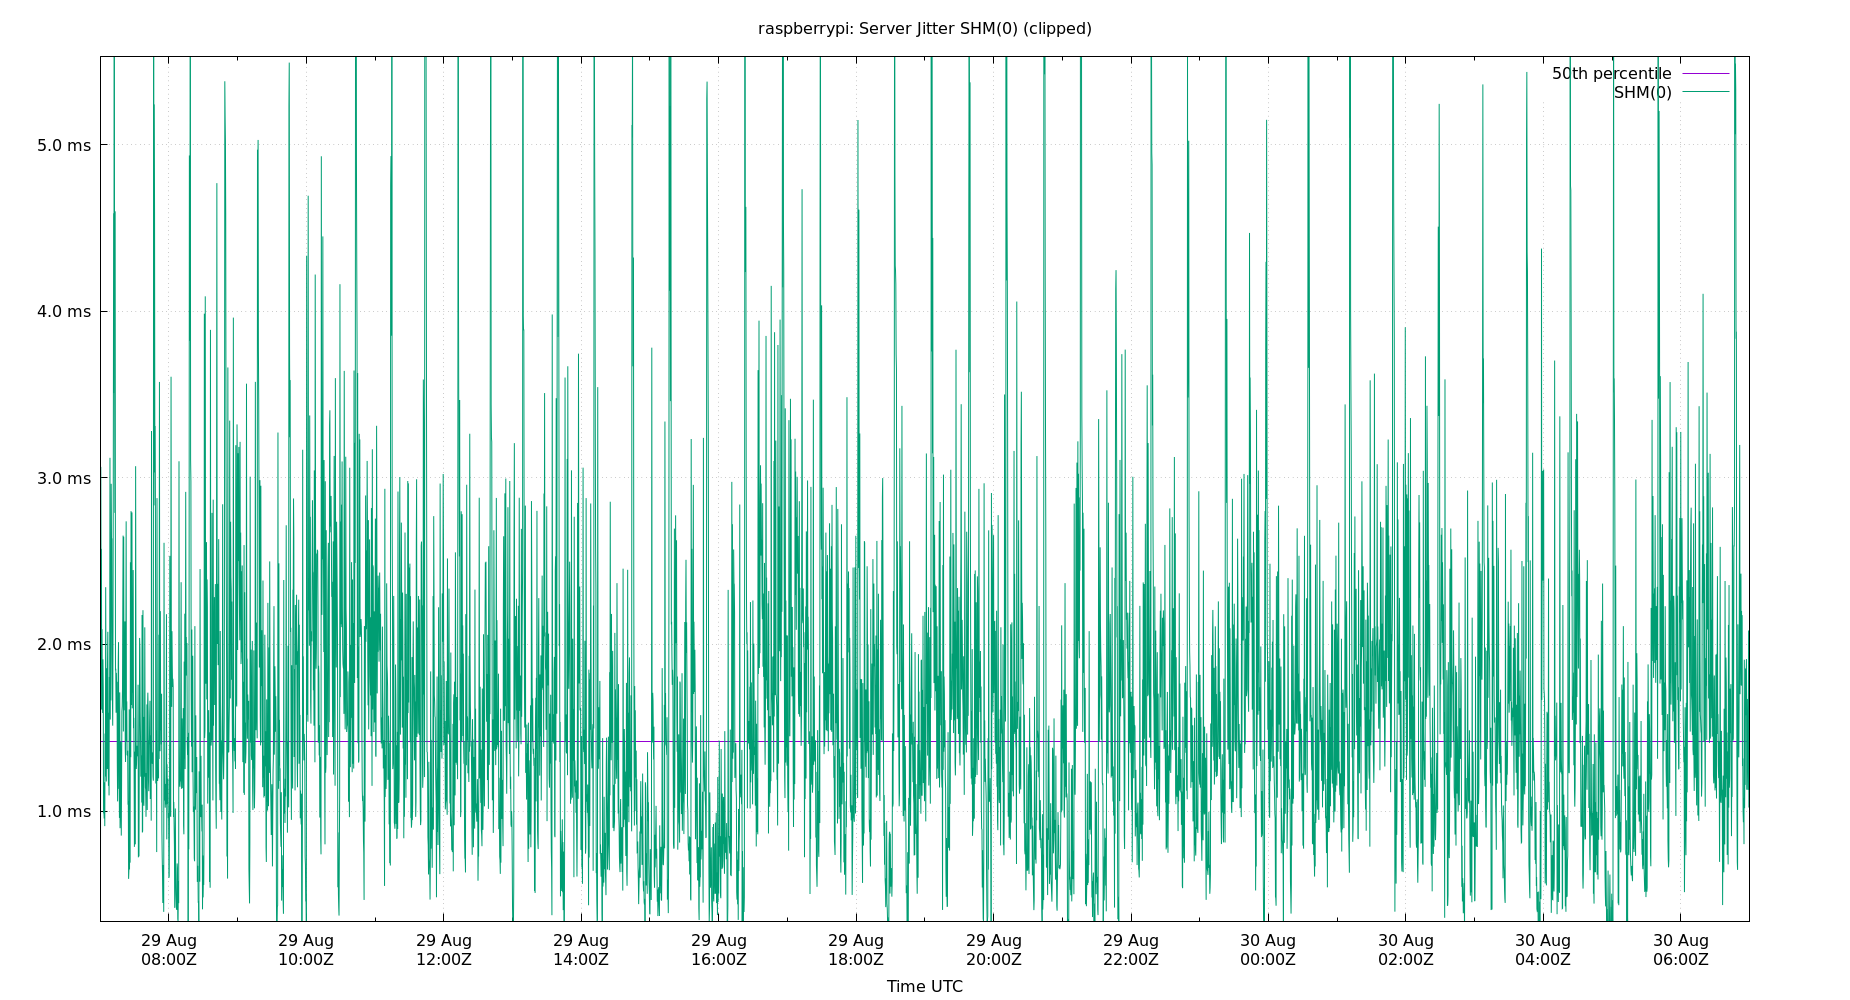 raspberrypi: Server Jitter SHM(0) (clipped)
50th percentile
SHM(0)
5.0 ms
4.0 ms
3.0 ms
2.0 ms
1.0 ms
29 Aug 29 Aug 29 Aug 29 Aug 29 Aug 29 Aug 29 Aug 29 Aug 30 Aug 30 Aug 30 Aug 30 Aug
08:00Z 10:00Z 12:00Z 14:00Z 16:00Z 18:00Z 20:00Z 22:00Z 00:00Z 02:00Z 04:00Z 06:00Z
Time UTC